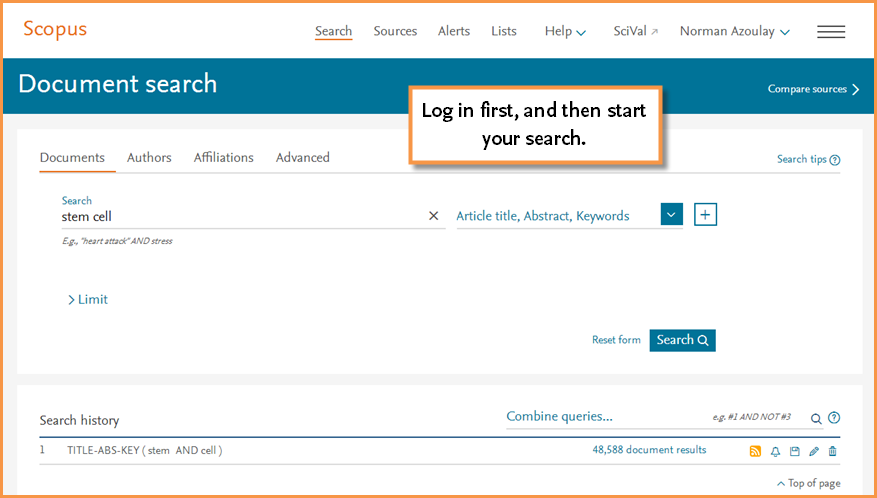 Scopus
Search Sources Alerts Lists Help SciVal Norman Azoulay
Document search
Compare sources
Log in first, and then start
your search.
Documents Authors Affiliations Advanced
Search tips
Search
stem cell
Article title, Abstract, Keywords
E.g., "heart attack" AND stress
Limit
Reset form
Search
Search history
Combine queries...
e.g. #1 AND NOT #3
1 TITLE-ABS-KEY ( stem AND cell )
48,588 document results
Top of page